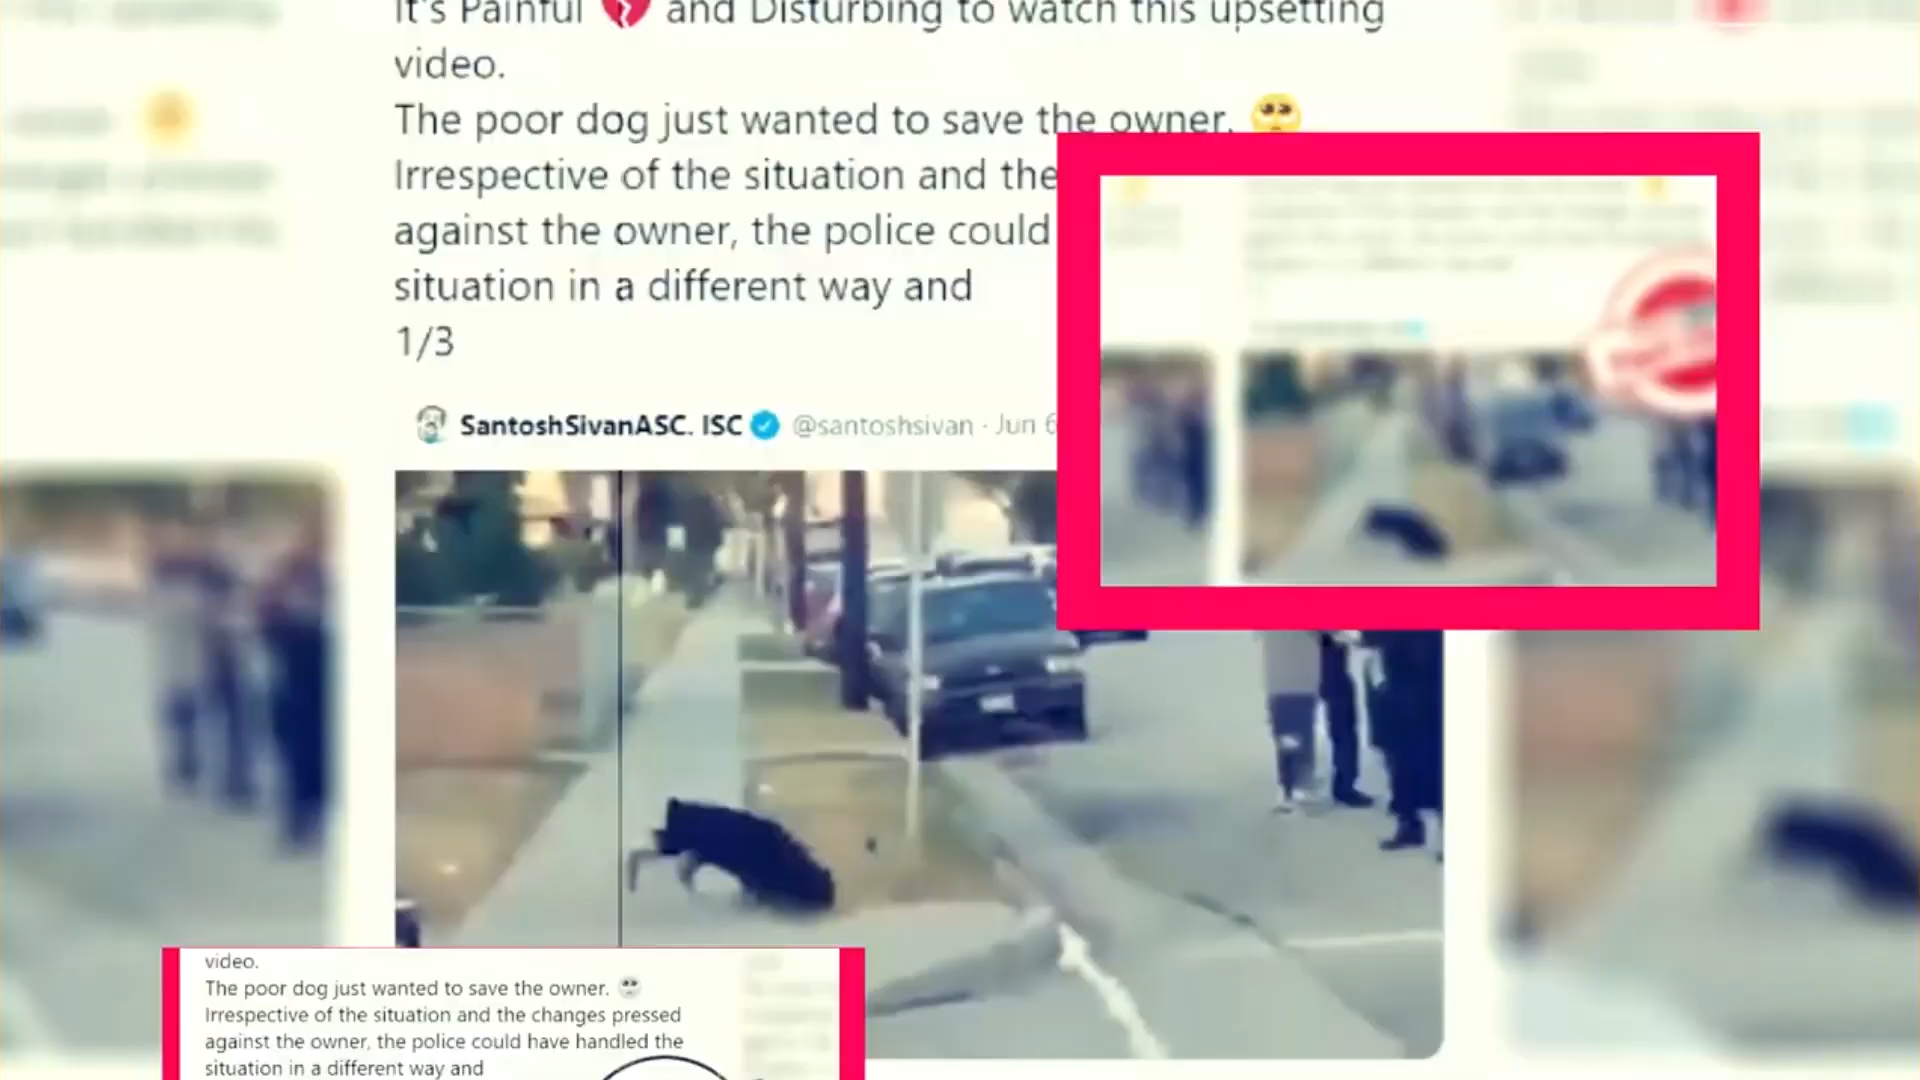 It's Painful 💔 and Disturbing to watch this upsetting
video.
The poor dog just wanted to save the owner. 🥺
Irrespective of the situation and the
against the owner, the police could
situation in a different way and
1/3
SantoshSivanASC. ISC @santoshsivan · Jun 6
video.
The poor dog just wanted to save the owner. 🥺
Irrespective of the situation and the changes pressed
against the owner, the police could have handled the
situation in a different way and